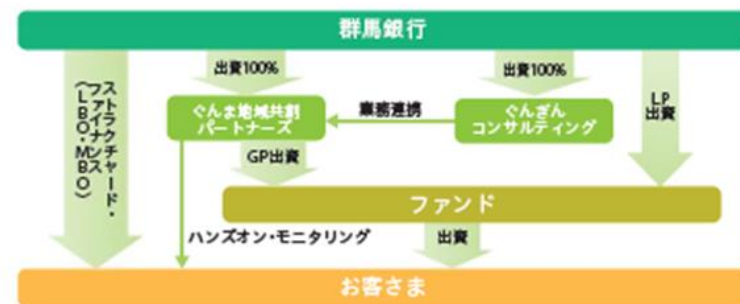 群馬銀行
出資100%
出資100%
ストラクチャード・
ファイナンス
（LBO・MBO）
ぐんま地域共創
パートナーズ
業務連携
ぐんぎん
コンサルティング
LP
出資
GP出資
ファンド
ハンズオン・モニタリング
出資
お客さま